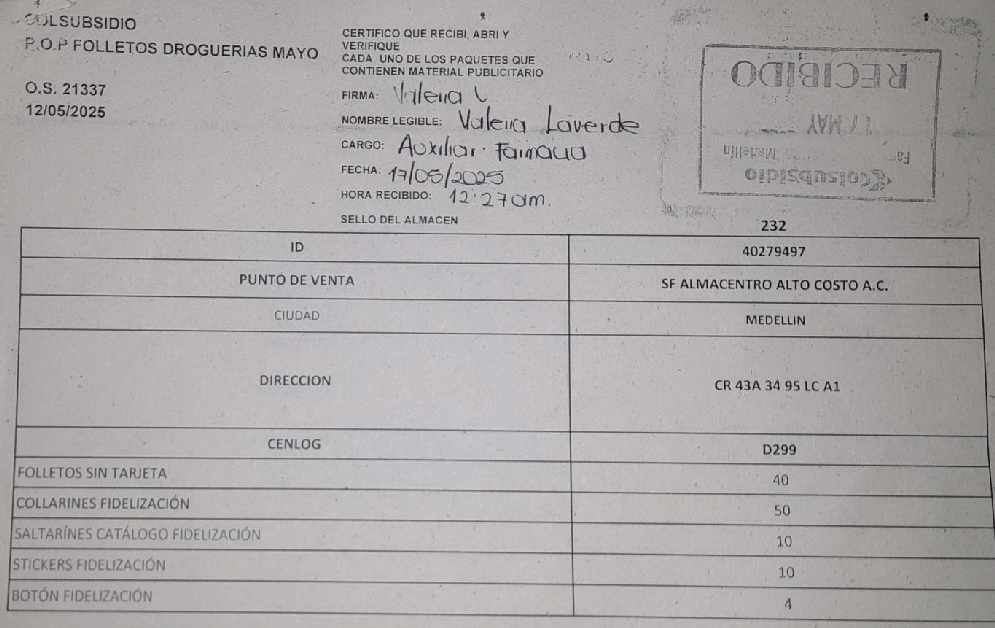 COLSUBSIDIO
P.O.P FOLLETOS DROGUERIAS MAYO
O.S. 21337
12/05/2025
CERTIFICO QUE RECIBI, ABRI Y
VERIFIQUE
CADA UNO DE LOS PAQUETES QUE
CONTIENEN MATERIAL PUBLICITARIO
FIRMA: Valeria L
NOMBRE LEGIBLE: Valeria Laverde
CARGO: Auxiliar Farmacia
FECHA: 17/05/2025
HORA RECIBIDO: 12:27am.
SELLO DEL ALMACEN
Colsubsidio
Medellín
17 MAY
RECIBIDO
232
ID 40279497
PUNTO DE VENTA SF ALMACENTRO ALTO COSTO A.C.
CIUDAD MEDELLIN
DIRECCION CR 43A 34 95 LC A1
CENLOG D299
FOLLETOS SIN TARJETA 40
COLLARINES FIDELIZACIÓN 50
SALTARÍNES CATÁLOGO FIDELIZACIÓN 10
STICKERS FIDELIZACIÓN 10
BOTÓN FIDELIZACIÓN 4